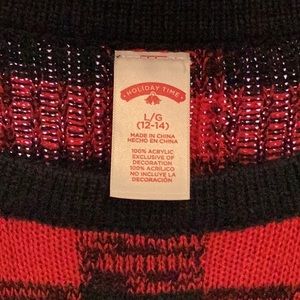 HOLIDAY TIME
L/G
(12-14)
MADE IN CHINA
HECHO EN CHINA
100% ACRYLIC
EXCLUSIVE OF
DECORATION
100% ACRÍLICO
NO INCLUYE LA
DECORACIÓN